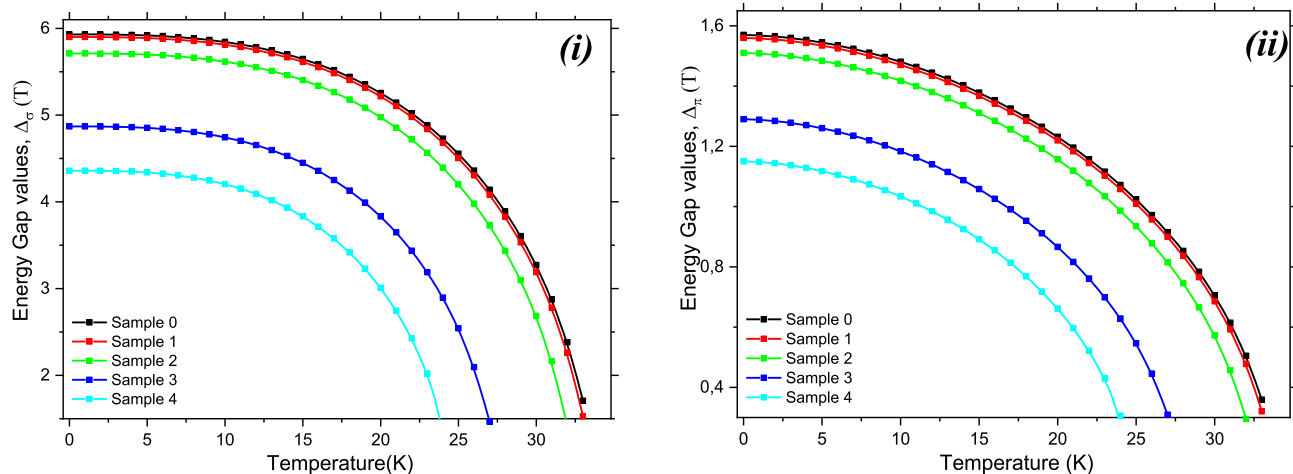 (i)
6
5
4
3
2
Energy Gap values, Δσ (T)
Sample 0
Sample 1
Sample 2
Sample 3
Sample 4
0 5 10 15 20 25 30
Temperature(K)
(ii)
1,6
1,2
0,8
0,4
Energy Gap values, Δπ (T)
Sample 0
Sample 1
Sample 2
Sample 3
Sample 4
0 5 10 15 20 25 30
Temperature (K)